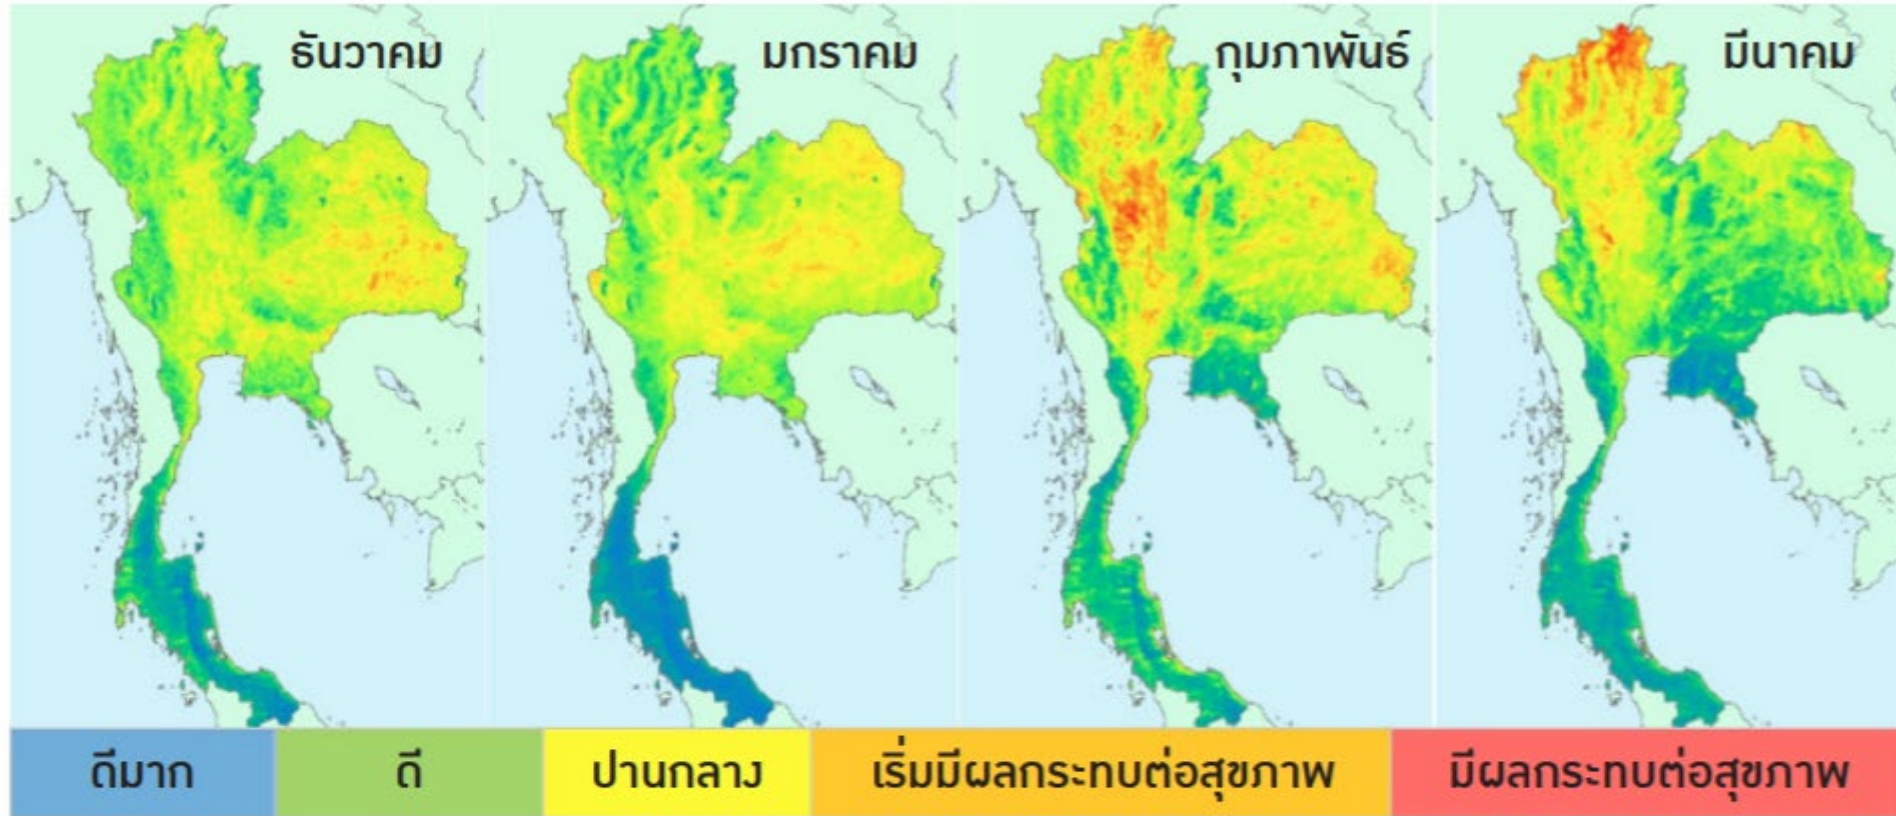 ธันวาคม
มกราคม
กุมภาพันธ์
มีนาคม
ดีมาก
ดี
ปานกลาง
เริ่มมีผลกระทบต่อสุขภาพ
มีผลกระทบต่อสุขภาพ